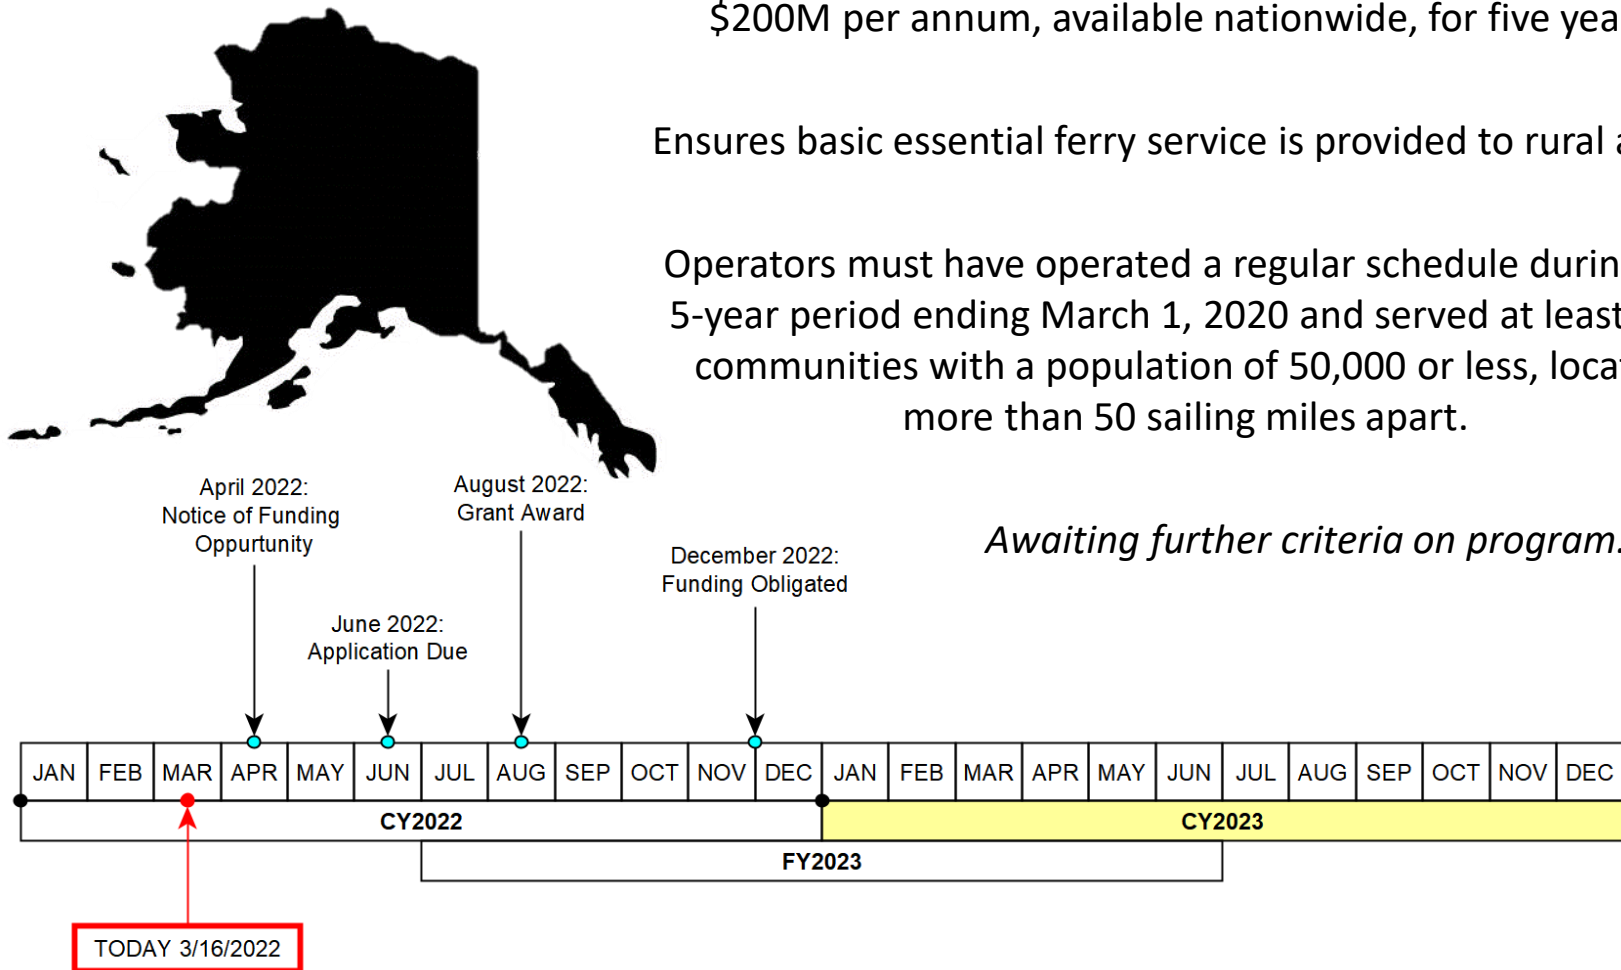 $200M per annum, available nationwide, for five yea
Ensures basic essential ferry service is provided to rural a
Operators must have operated a regular schedule durin
5-year period ending March 1, 2020 and served at least
communities with a population of 50,000 or less, locat
more than 50 sailing miles apart.
Awaiting further criteria on program.
April 2022:
Notice of Funding
Oppurtunity
August 2022:
Grant Award
December 2022:
Funding Obligated
June 2022:
Application Due
JAN FEB MAR APR MAY JUN JUL AUG SEP OCT NOV DEC JAN FEB MAR APR MAY JUN JUL AUG SEP OCT NOV DEC
CY2022 CY2023
FY2023
TODAY 3/16/2022